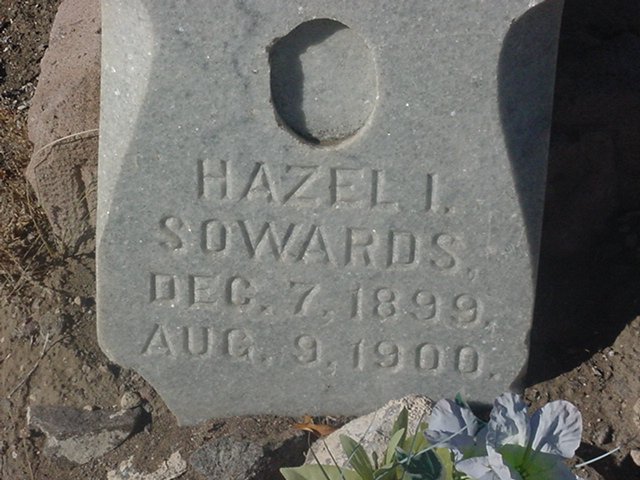 HAZEL I.
SOWARDS,
DEC. 7, 1899,
AUG. 9, 1900.